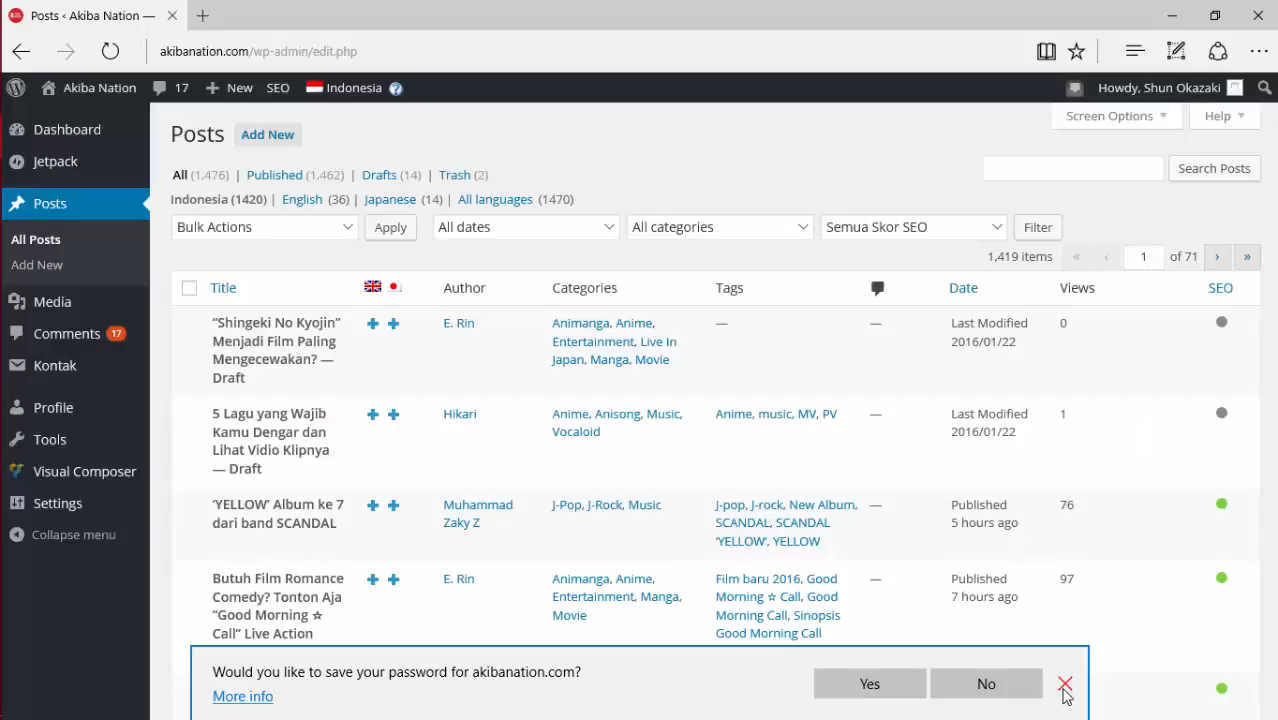 Posts ‹ Akiba Nation —
akibanation.com/wp-admin/edit.php
Akiba Nation 17 New SEO Indonesia Howdy, Shun Okazaki
Dashboard
Jetpack
Posts
All Posts
Add New
Media
Comments 17
Kontak
Profile
Tools
Visual Composer
Settings
Collapse menu
Screen Options Help
Posts Add New
All (1.476) | Published (1.462) | Drafts (14) | Trash (2)
Search Posts
Indonesia (1420) | English (36) | Japanese (14) | All languages (1470)
Bulk Actions Apply All dates All categories Semua Skor SEO Filter
1,419 items « ‹ 1 of 71 › »
Title Author Categories Tags Date Views SEO
“Shingeki No Kyojin”
Menjadi Film Paling
Mengecewakan? —
Draft
E. Rin
Animanga, Anime,
Entertainment, Live In
Japan, Manga, Movie
—
—
Last Modified
2016/01/22
0
5 Lagu yang Wajib
Kamu Dengar dan
Lihat Vidio Klipnya
— Draft
Hikari
Anime, Anisong, Music,
Vocaloid
Anime, music, MV, PV
—
Last Modified
2016/01/22
1
‘YELLOW’ Album ke 7
dari band SCANDAL
Muhammad
Zaky Z
J-Pop, J-Rock, Music
J-pop, J-rock, New Album,
SCANDAL, SCANDAL
'YELLOW', YELLOW
—
Published
5 hours ago
76
Butuh Film Romance
Comedy? Tonton Aja
“Good Morning ☆
Call” Live Action
E. Rin
Animanga, Anime,
Entertainment, Manga,
Movie
Film baru 2016, Good
Morning ☆ Call, Good
Morning Call, Sinopsis
Good Morning Call
—
Published
7 hours ago
97
Would you like to save your password for akibanation.com?
More info
Yes No